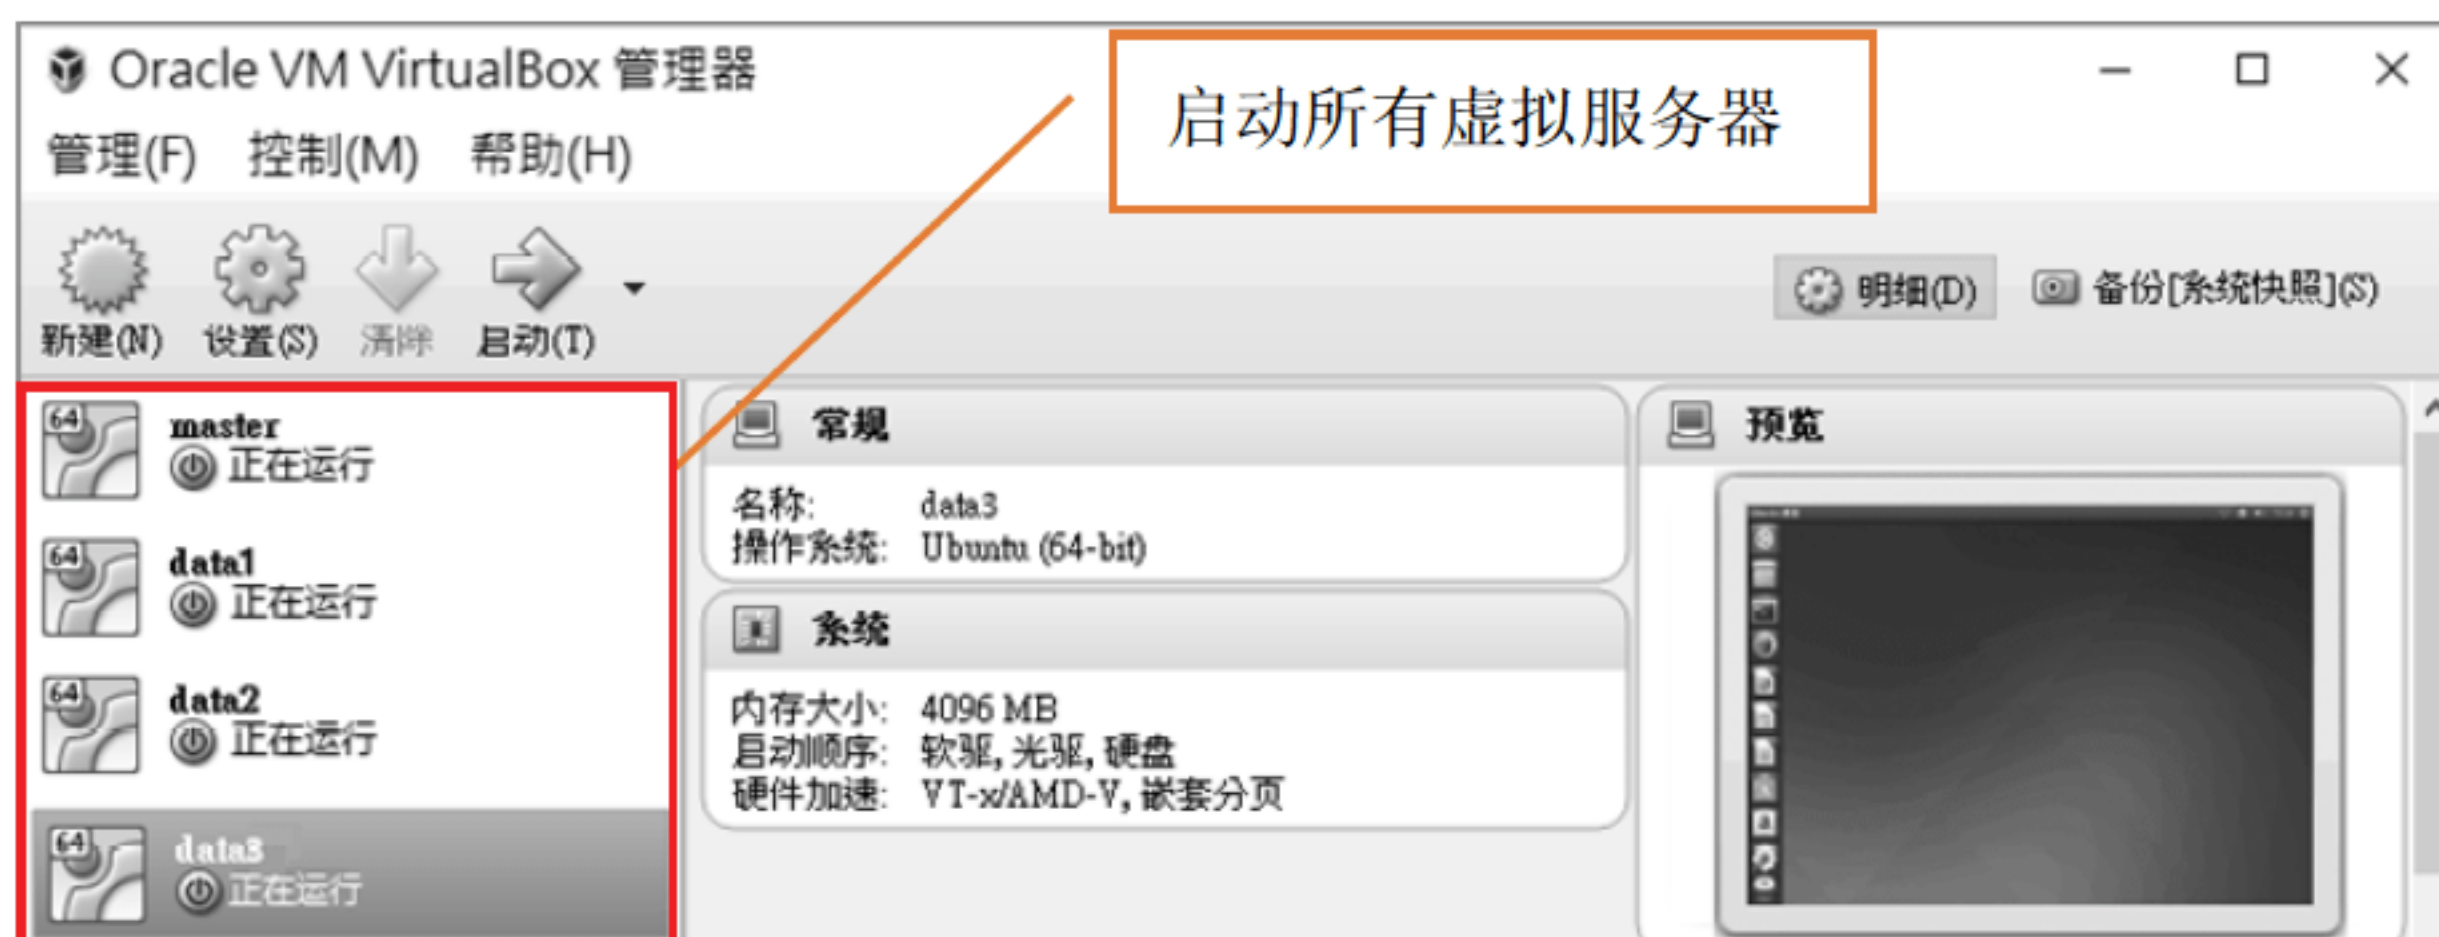 Oracle VM VirtualBox 管理器
启动所有虚拟服务器
管理(F) 控制(M) 帮助(H)
新建(N) 设置(S) 清除 启动(T)
明细(D) 备份[系统快照](S)
64 master
正在运行
64 data1
正在运行
64 data2
正在运行
64 data3
正在运行
常规
名称: data3
操作系统: Ubuntu (64-bit)
系统
内存大小: 4096 MB
启动顺序: 软驱, 光驱, 硬盘
硬件加速: VT-x/AMD-V, 嵌套分页
预览